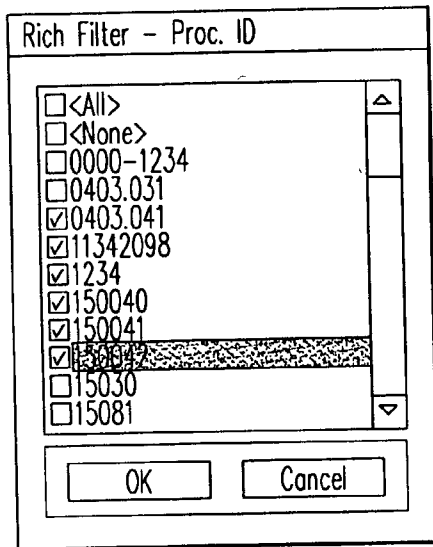 Rich Filter - Proc. ID
<All>
<None>
0000-1234
0403.031
0403.041
11342098
1234
150040
150041
150042
15030
15081
OK Cancel